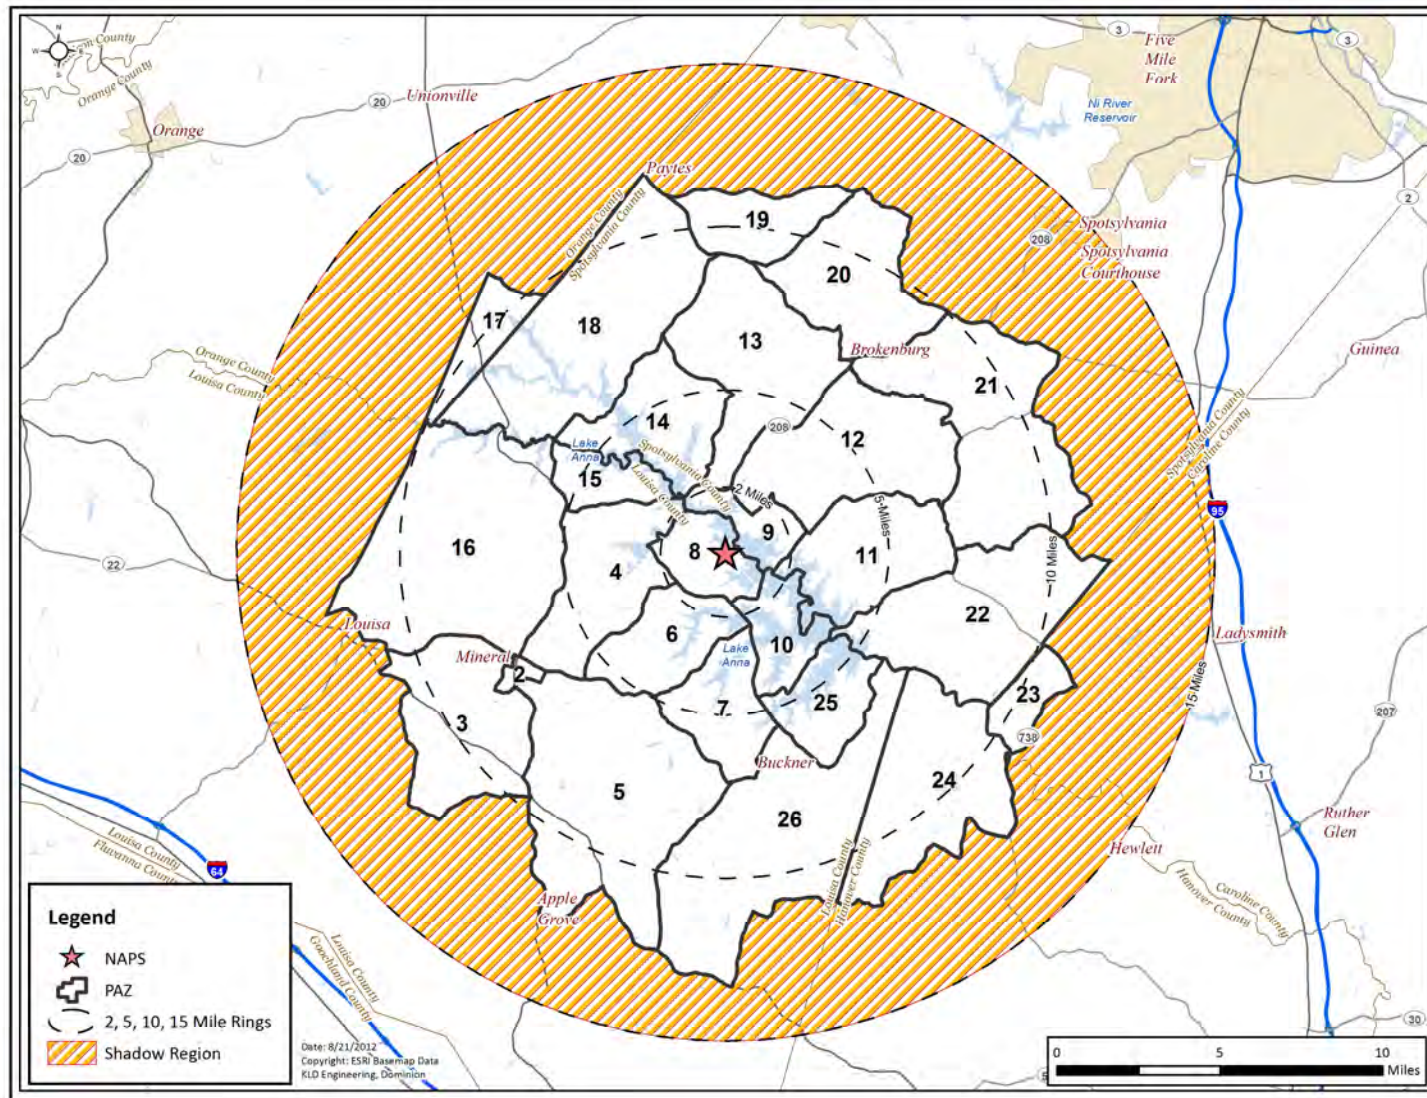 N
W
E
S
Orange County
Orange County
20
Unionville
Orange
20
3
Five
Mile
Fork
3
Ni River
Reservoir
2
Paytes
Orange County
Spotsylvania County
208
Spotsylvania
Spotsylvania
Courthouse
19
20
17
18
13
Brokenburg
21
Guinea
Orange County
Louisa County
14
208
12
Lake
Anna
15
Spotsylvania County
Louisa County
2 Miles
9
5 Miles
Spotsylvania County
Caroline County
95
16
8
11
10 Miles
22
4
22
Louisa
6
10
Ladysmith
Mineral
2
Lake
Anna
15 Miles
3
7
25
23
738
207
Buckner
1
5
26
24
Ruther
Glen
Hewlett
Louisa County
Fluvanna County
64
Louisa County
Hanover County
Caroline County
Hanover County
Apple
Grove
Louisa County
Goochland County
30
Legend
NAPS
PAZ
2, 5, 10, 15 Mile Rings
Shadow Region
Date: 8/21/2012
Copyright: ESRI Basemap Data
KLD Engineering, Dominion
0
5
10
Miles